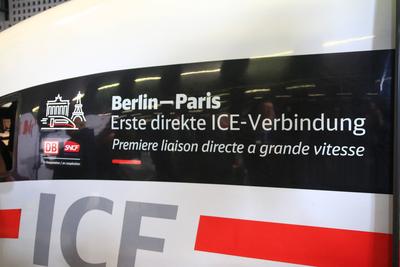 Berlin—Paris
Erste direkte ICE-Verbindung
Premiere liaison directe a grande vitesse
DB
SNCF
ICE